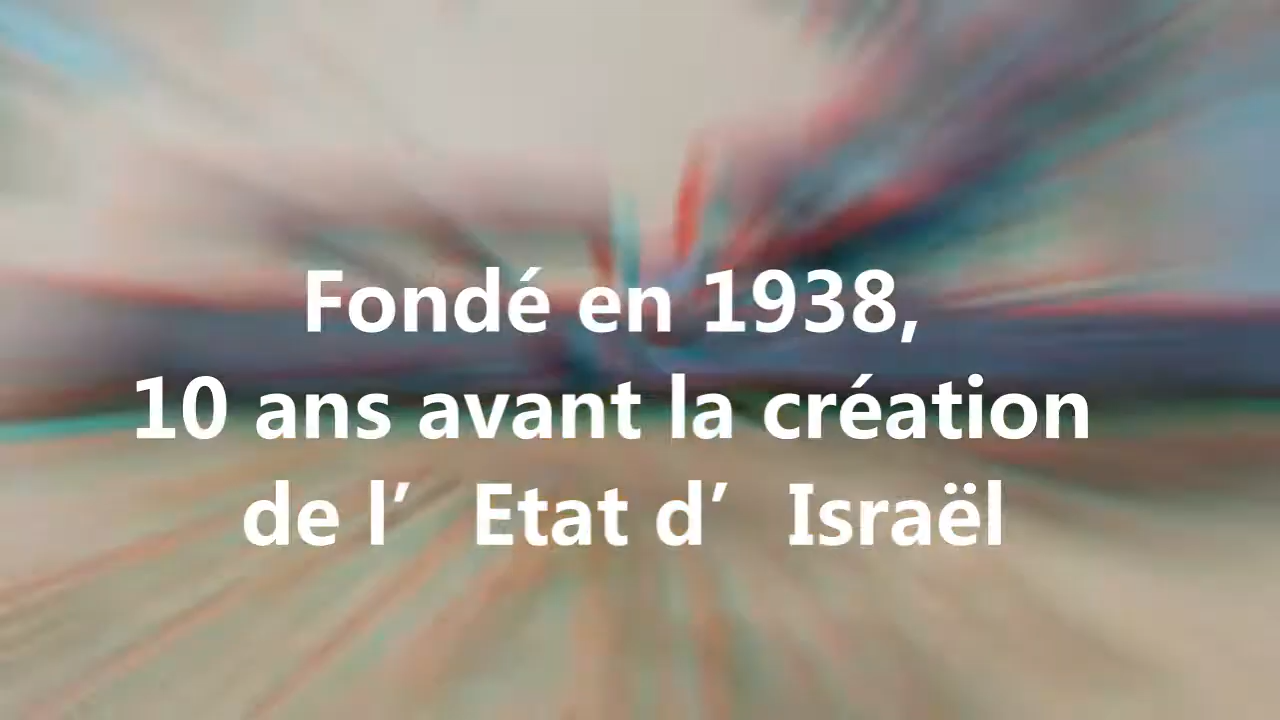 Fondé en 1938,
10 ans avant la création
de l’Etat d’Israël